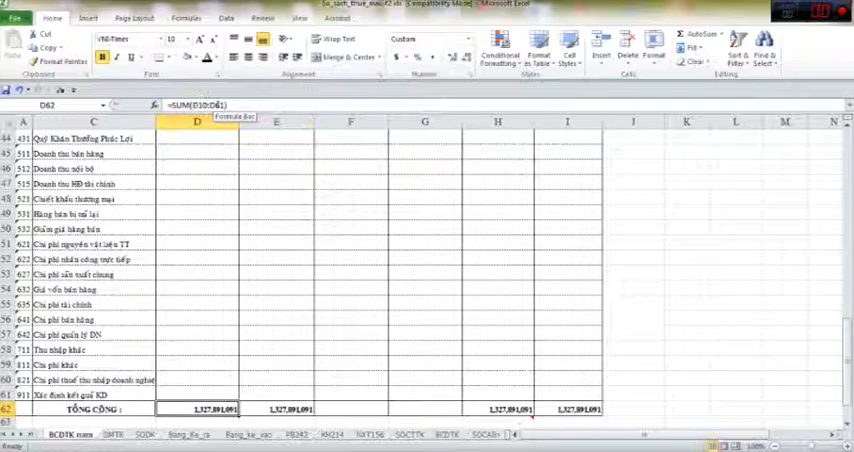 So_sach_thue_mau42.xls [Compatibility Mode] - Microsoft Excel
File Home Insert Page Layout Formulas Data Review View Acrobat
Cut
Copy
Format Painter
Clipboard
VNI-Times 10
Font
Wrap Text
Merge & Center
Alignment
Custom
Number
Conditional Formatting Format Table Cell Styles
Styles
Insert Delete Format
Cells
AutoSum
Fill
Clear
Sort & Filter Find & Select
Editing
D62 fx =SUM(D10:D61)
Formula Bar
A C D E F G H I J K L M N
44 431 Quỹ Khen Thưởng Phúc Lợi
45 511 Doanh thu bán hàng
46 512 Doanh thu nội bộ
47 515 Doanh thu HĐ tài chính
48 521 Chiết khấu thương mại
49 531 Hàng bán bị trả lại
50 532 Giảm giá hàng bán
51 621 Chi phí nguyên vật liệu TT
52 622 Chi phí nhân công trực tiếp
53 627 Chi phí sản xuất chung
54 632 Giá vốn bán hàng
55 635 Chi phí tài chính
56 641 Chi phí bán hàng
57 642 Chi phí quản lý DN
58 711 Thu nhập khác
59 811 Chi phí khác
60 821 Chi phí thuế thu nhập doanh nghiệ
61 911 Xác định kết quả KD
62 TỔNG CỘNG : 1,327,891,091 1,327,891,091 1,327,891,091 1,327,891,091
63
BCDTK nam DMTK SODK Bang_Ke_ra Bang_ke_vao PB242 KH214 NXT156 SOCTTK BCDTK SOCAIn
Ready 100%